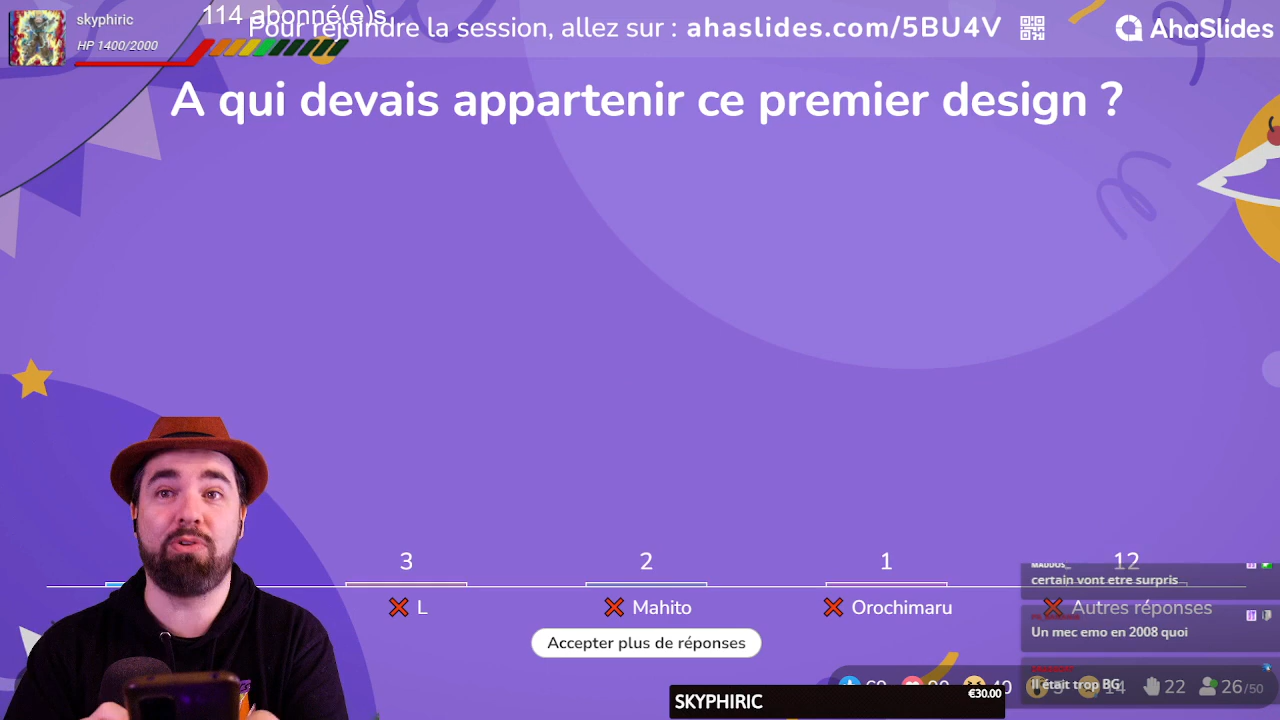 skyphiric
HP 1400/2000
114 abonné(e)s
Pour rejoindre la session, allez sur : ahaslides.com/5BU4V
AhaSlides
A qui devais appartenir ce premier design ?
3
2
1
12
L
Mahito
Orochimaru
Autres réponses
Accepter plus de réponses
certain vont etre surpris
Un mec emo en 2008 quoi
Il était trop BG
14
22
26/50
SKYPHIRIC
€30.00